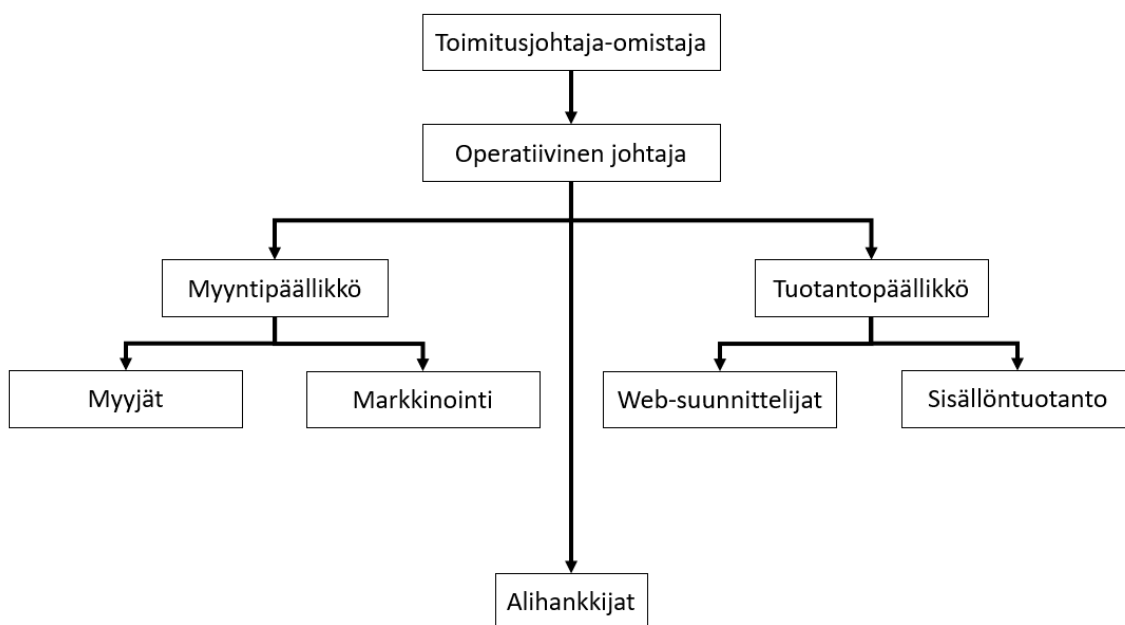 Toimitusjohtaja-omistaja
Operatiivinen johtaja
Myyntipäällikkö
Tuotantopäällikkö
Myyjät
Markkinointi
Web-suunnittelijat
Sisällöntuotanto
Alihankkijat